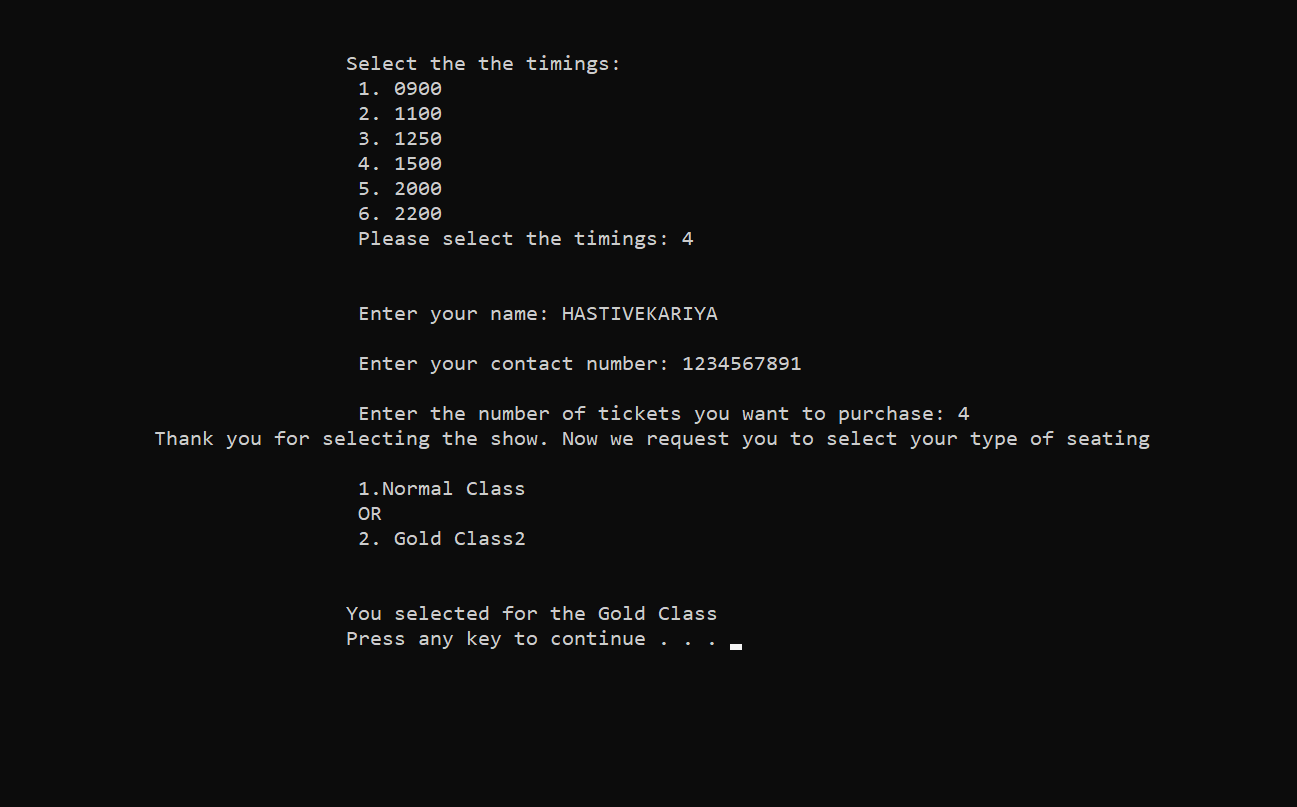 Select the the timings:
1. 0900
2. 1100
3. 1250
4. 1500
5. 2000
6. 2200
Please select the timings: 4
Enter your name: HASTIVEKARIYA
Enter your contact number: 1234567891
Enter the number of tickets you want to purchase: 4
Thank you for selecting the show. Now we request you to select your type of seating
1.Normal Class
OR
2. Gold Class2
You selected for the Gold Class
Press any key to continue . . .